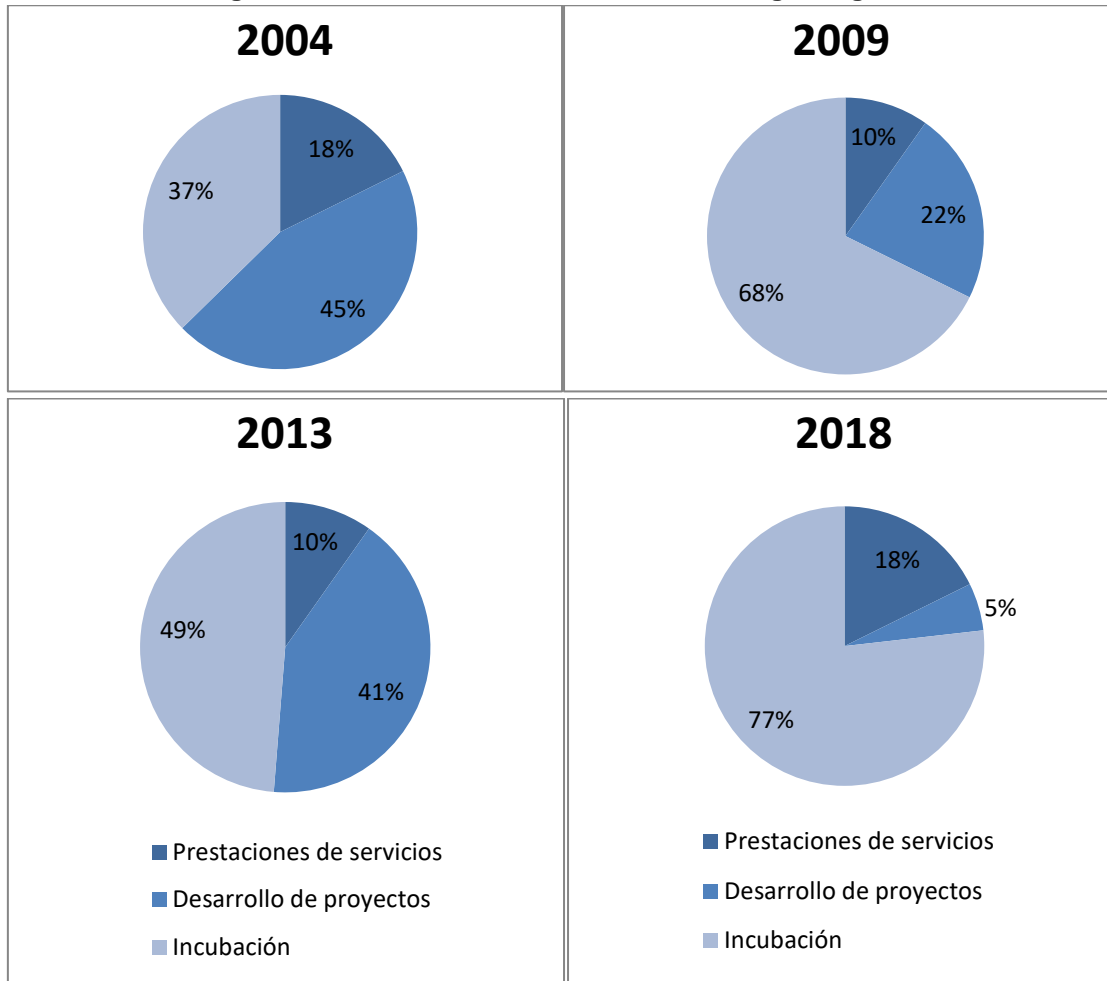 2004
18%
37%
45%
2009
10%
22%
68%
2013
10%
49%
41%
Prestaciones de servicios
Desarrollo de proyectos
Incubación
2018
18%
5%
77%
Prestaciones de servicios
Desarrollo de proyectos
Incubación